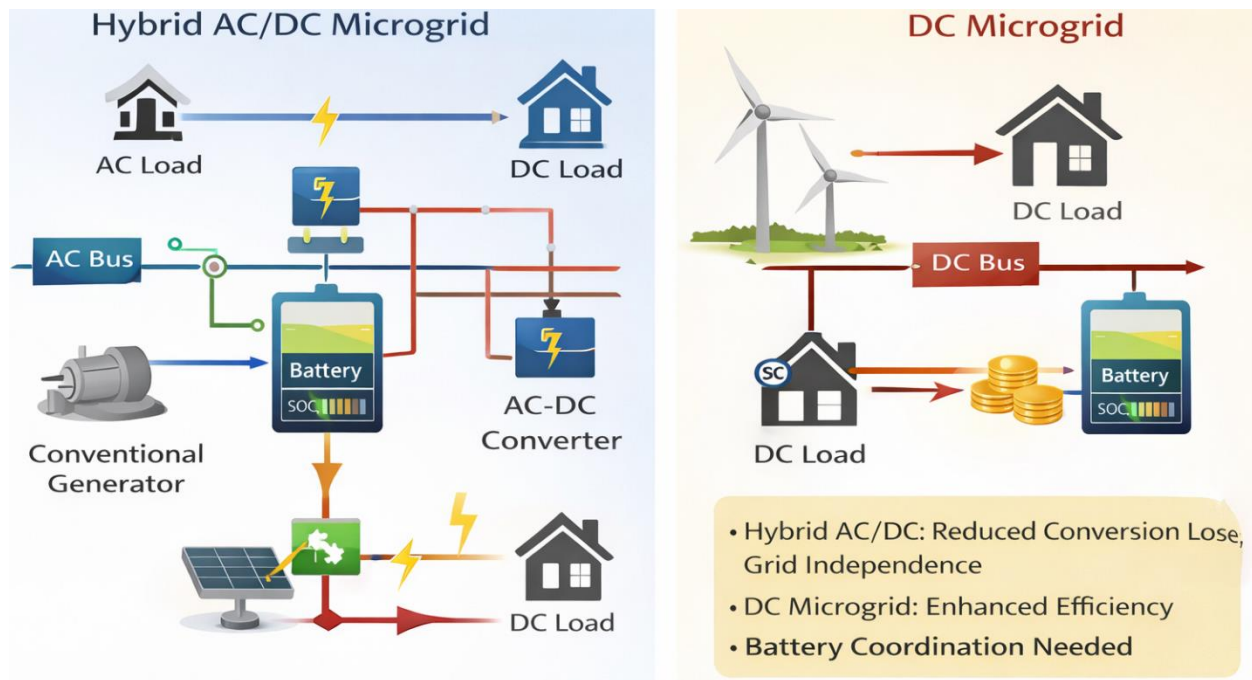 Hybrid AC/DC Microgrid
AC Load
DC Load
AC Bus
Battery
SOC
AC-DC
Converter
Conventional
Generator
DC Load
DC Microgrid
DC Load
DC Bus
SC
DC Load
Battery
SOC
• Hybrid AC/DC: Reduced Conversion Lose,
Grid Independence
• DC Microgrid: Enhanced Efficiency
• Battery Coordination Needed